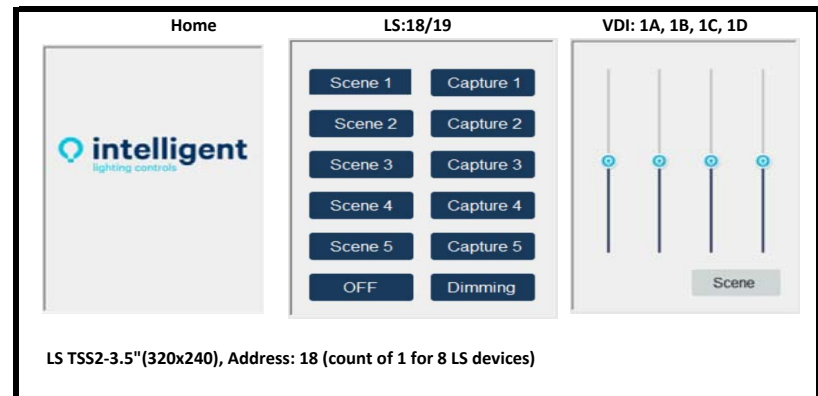 Home
LS:18/19
VDI: 1A, 1B, 1C, 1D
intelligent
lighting controls
Scene 1
Capture 1
Scene 2
Capture 2
Scene 3
Capture 3
Scene 4
Capture 4
Scene 5
Capture 5
OFF
Dimming
Scene
LS TSS2-3.5"(320x240), Address: 18 (count of 1 for 8 LS devices)